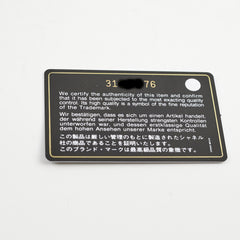 31 76
We certify the authenticity of this item and confirm
that it has been subjected to the most exacting quality
control. Its high quality is a symbol of the fine reputation
of the Trademark.
Wir bestätigen, dass es sich um einen Artikel handelt,
der während seiner Herstellung strengsten Kontrollen
unterworfen war, und dessen erstklassige Qualität
dem hohen Ansehen unserer Marke entspricht.
この製品は厳しい管理のもとに製造されたシャネル
社の商品であることを証明します。
このブランド・マークは最高級品質の意味です。